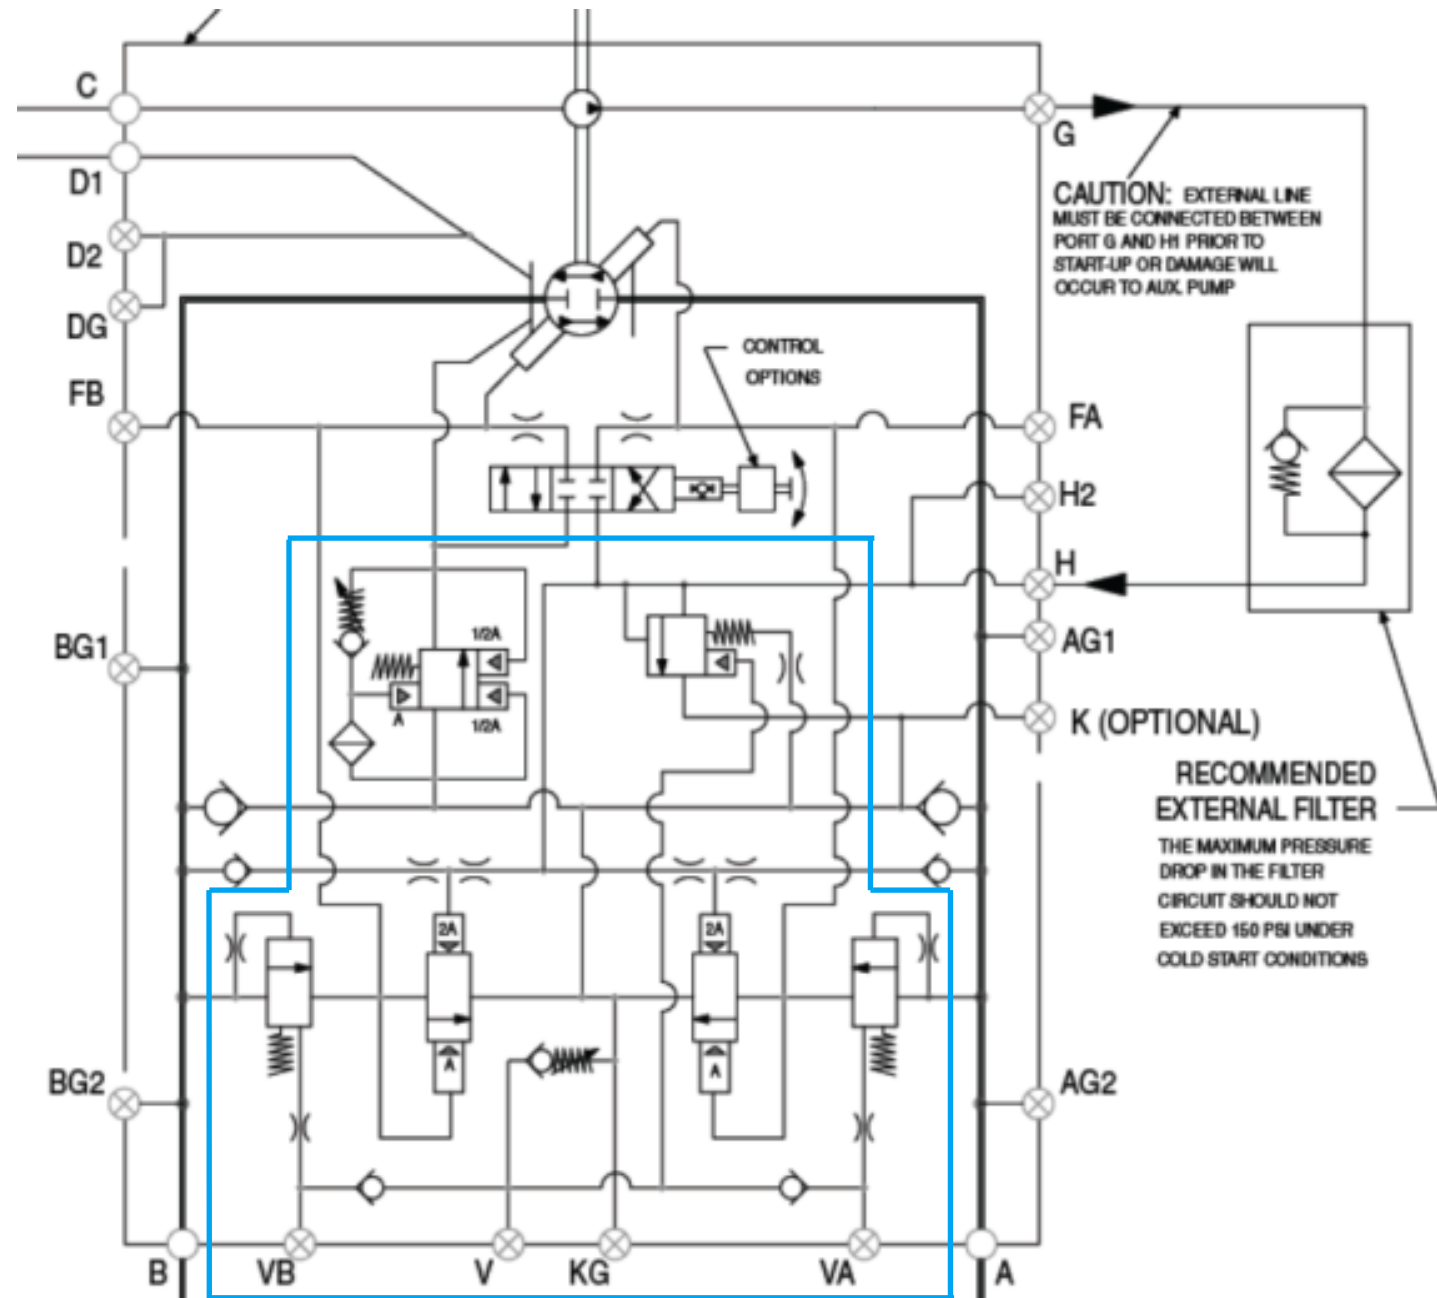 C
G
D1
CAUTION: EXTERNAL LINE
MUST BE CONNECTED BETWEEN
PORT G AND H1 PRIOR TO
START-UP OR DAMAGE WILL
OCCUR TO AUX. PUMP
D2
DG
CONTROL
OPTIONS
FB
FA
H2
H
1/2A
BG1
AG1
A
1/2A
K (OPTIONAL)
RECOMMENDED
EXTERNAL FILTER
THE MAXIMUM PRESSURE
DROP IN THE FILTER
CIRCUIT SHOULD NOT
EXCEED 150 PSI UNDER
COLD START CONDITIONS
2A
2A
A
A
BG2
AG2
B
VB
V
KG
VA
A